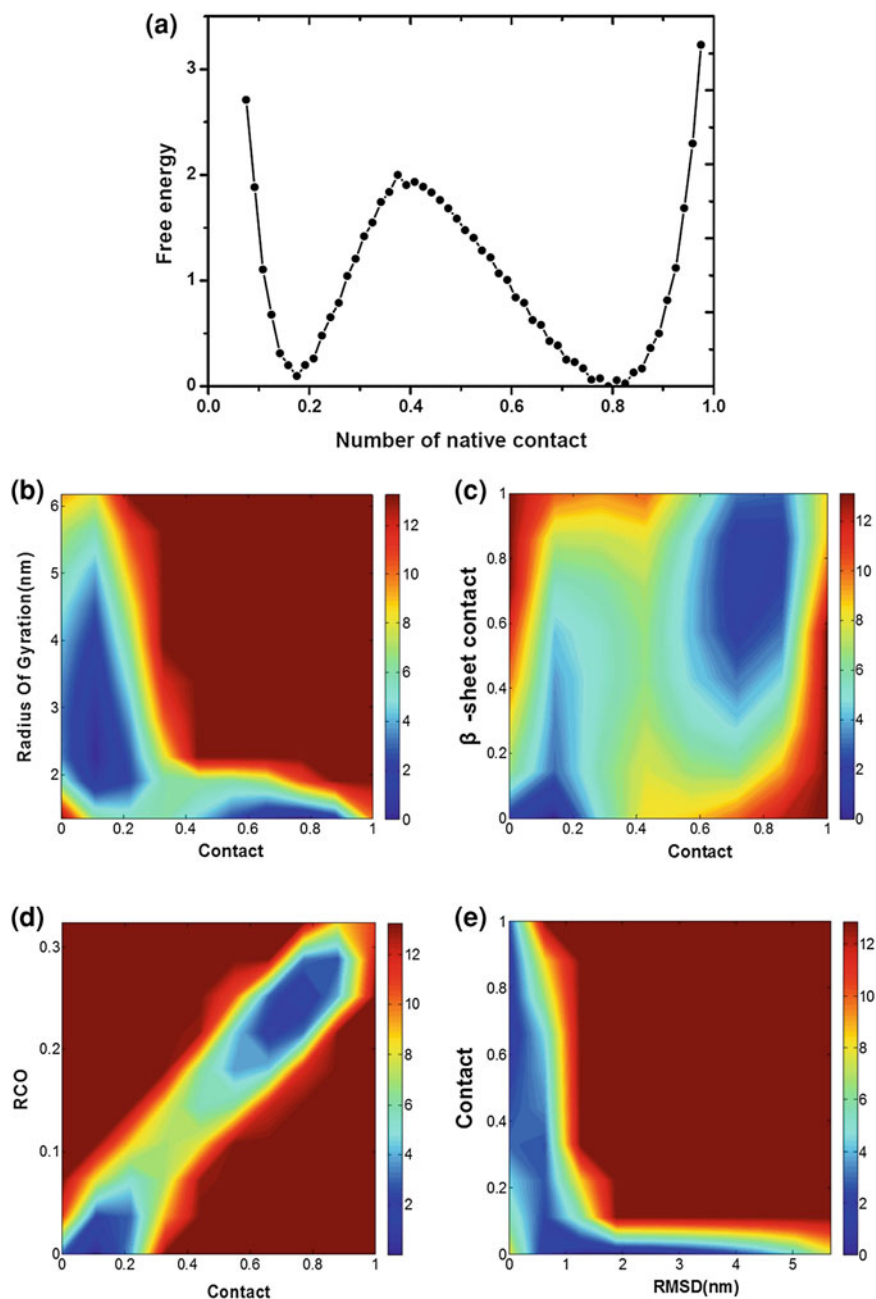 (a)
3
2
1
0
Free energy
0.0 0.2 0.4 0.6 0.8 1.0
Number of native contact
(b)
6
5
4
3
2
Radius Of Gyration(nm)
0 0.2 0.4 0.6 0.8 1
Contact
12
10
8
6
4
2
0
(c)
1
0.8
0.6
0.4
0.2
0
β -sheet contact
0 0.2 0.4 0.6 0.8 1
Contact
12
10
8
6
4
2
0
(d)
0.3
0.2
0.1
0
RCO
0 0.2 0.4 0.6 0.8 1
Contact
12
10
8
6
4
2
(e)
1
0.8
0.6
0.4
0.2
0
Contact
0 1 2 3 4 5
RMSD(nm)
12
10
8
6
4
2
0